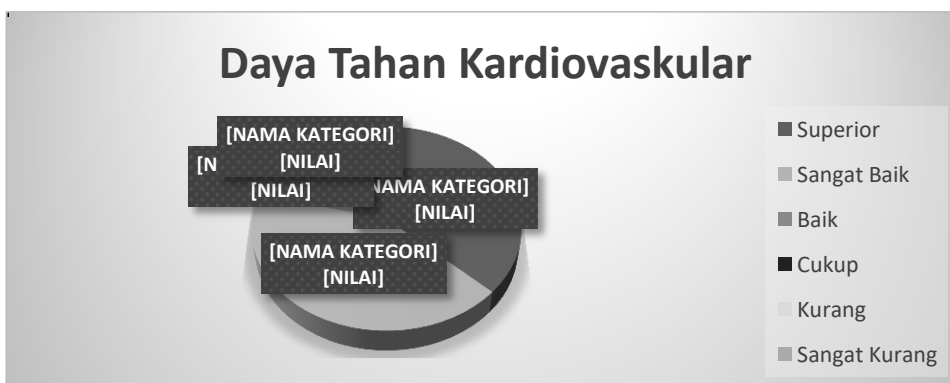 Daya Tahan Kardiovaskular
[NAMA KATEGORI]
[NILAI]
[N
[NILAI]
NAMA KATEGORI]
[NILAI]
[NAMA KATEGORI]
[NILAI]
Superior
Sangat Baik
Baik
Cukup
Kurang
Sangat Kurang